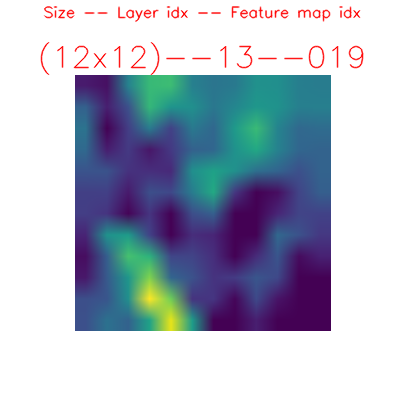 Size -- Layer idx -- Feature map idx
(12x12)--13--019